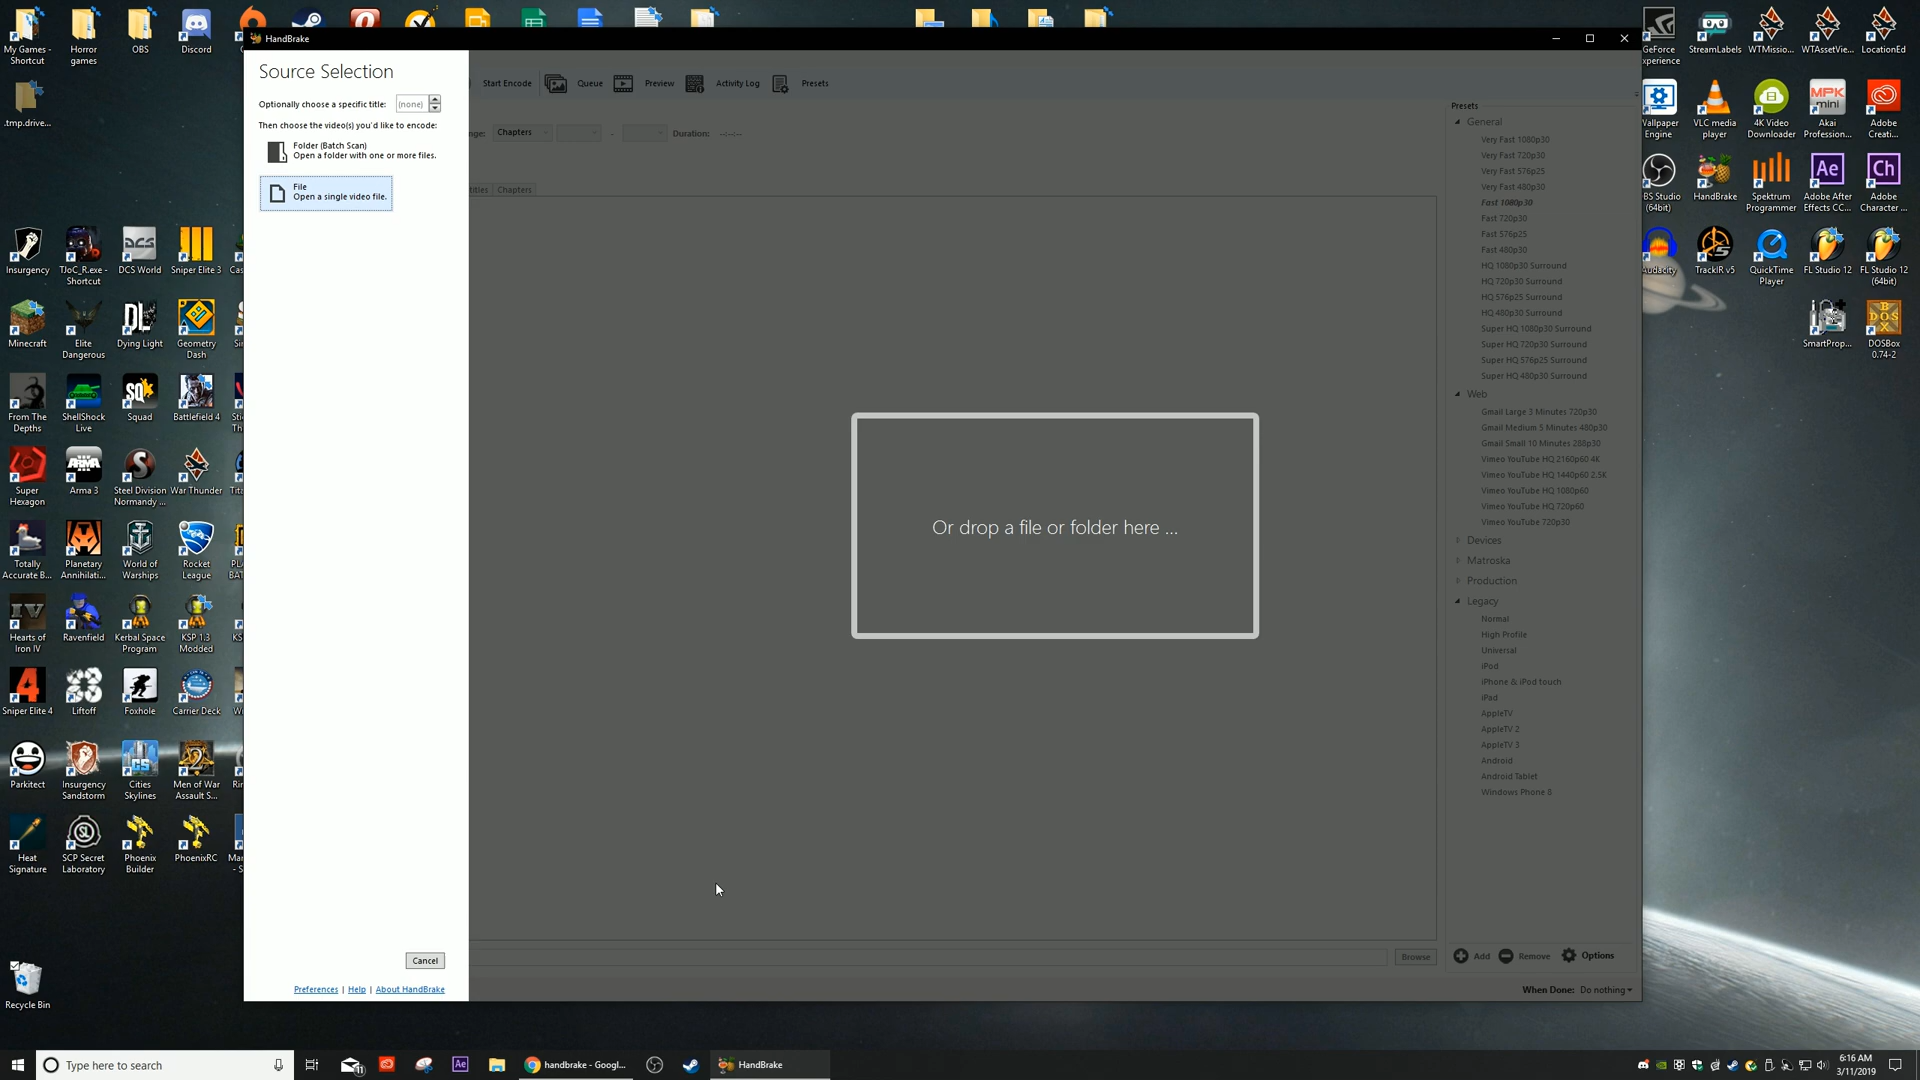 My Games -
Shortcut
Horror
games
OBS
Discord
.tmp.drive...
HandBrake
Source Selection
Optionally choose a specific title:
(none)
Then choose the video(s) you'd like to encode:
Folder (Batch Scan)
Open a folder with one or more files.
File
Open a single video file.
Cancel
Preferences | Help | About HandBrake
Start Encode
Queue
Preview
Activity Log
Presets
nge:
Chapters
-
Duration:
--:--:--
titles
Chapters
Or drop a file or folder here ...
Browse
Presets
General
Very Fast 1080p30
Very Fast 720p30
Very Fast 576p25
Very Fast 480p30
Fast 1080p30
Fast 720p30
Fast 576p25
Fast 480p30
HQ 1080p30 Surround
HQ 720p30 Surround
HQ 576p25 Surround
HQ 480p30 Surround
Super HQ 1080p30 Surround
Super HQ 720p30 Surround
Super HQ 576p25 Surround
Super HQ 480p30 Surround
Web
Gmail Large 3 Minutes 720p30
Gmail Medium 5 Minutes 480p30
Gmail Small 10 Minutes 288p30
Vimeo YouTube HQ 2160p60 4K
Vimeo YouTube HQ 1440p60 2.5K
Vimeo YouTube HQ 1080p60
Vimeo YouTube HQ 720p60
Vimeo YouTube 720p30
Devices
Matroska
Production
Legacy
Normal
High Profile
Universal
iPod
iPhone & iPod touch
iPad
AppleTV
AppleTV 2
AppleTV 3
Android
Android Tablet
Windows Phone 8
Add
Remove
Options
When Done: Do nothing
Insurgency
TJoC_R.exe -
Shortcut
DCS World
Sniper Elite 3
Minecraft
Elite
Dangerous
Dying Light
Geometry
Dash
From The
Depths
ShellShock
Live
Squad
Battlefield 4
Super
Hexagon
Arma 3
Steel Division
Normandy ...
War Thunder
Totally
Accurate B...
Planetary
Annihilati...
World of
Warships
Rocket
League
Hearts of
Iron IV
Ravenfield
Kerbal Space
Program
KSP 1.3
Modded
Sniper Elite 4
Liftoff
Foxhole
Carrier Deck
Parkitect
Insurgency
Sandstorm
Cities
Skylines
Men of War
Assault S...
Heat
Signature
SCP Secret
Laboratory
Phoenix
Builder
PhoenixRC
Recycle Bin
GeForce
xperience
StreamLabels
WTMissio...
WTAssetVie...
LocationEd
Wallpaper
Engine
VLC media
player
4K Video
Downloader
MPK
mini
Akai
Profession...
Adobe
Creati...
BS Studio
(64bit)
HandBrake
Spektrum
Programmer
Ae
Adobe After
Effects CC...
Ch
Adobe
Character ...
Audacity
TrackIR v5
QuickTime
Player
FL Studio 12
FL Studio 12
(64bit)
SmartProp...
DOSBox
0.74-2
Type here to search
11
Ae
handbrake - Googl...
HandBrake
6:16 AM
3/11/2019